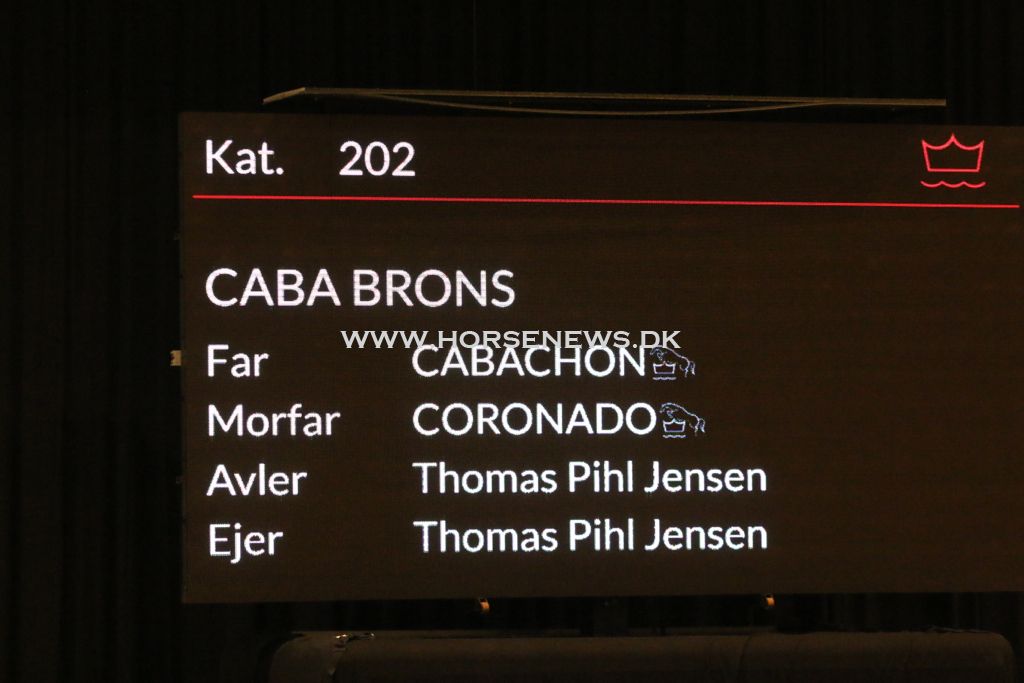 Kat. 202
CABA BRONS
WWW.HORSENEWS.DK
Far CABACHON
Morfar CORONADO
Avler Thomas Pihl Jensen
Ejer Thomas Pihl Jensen